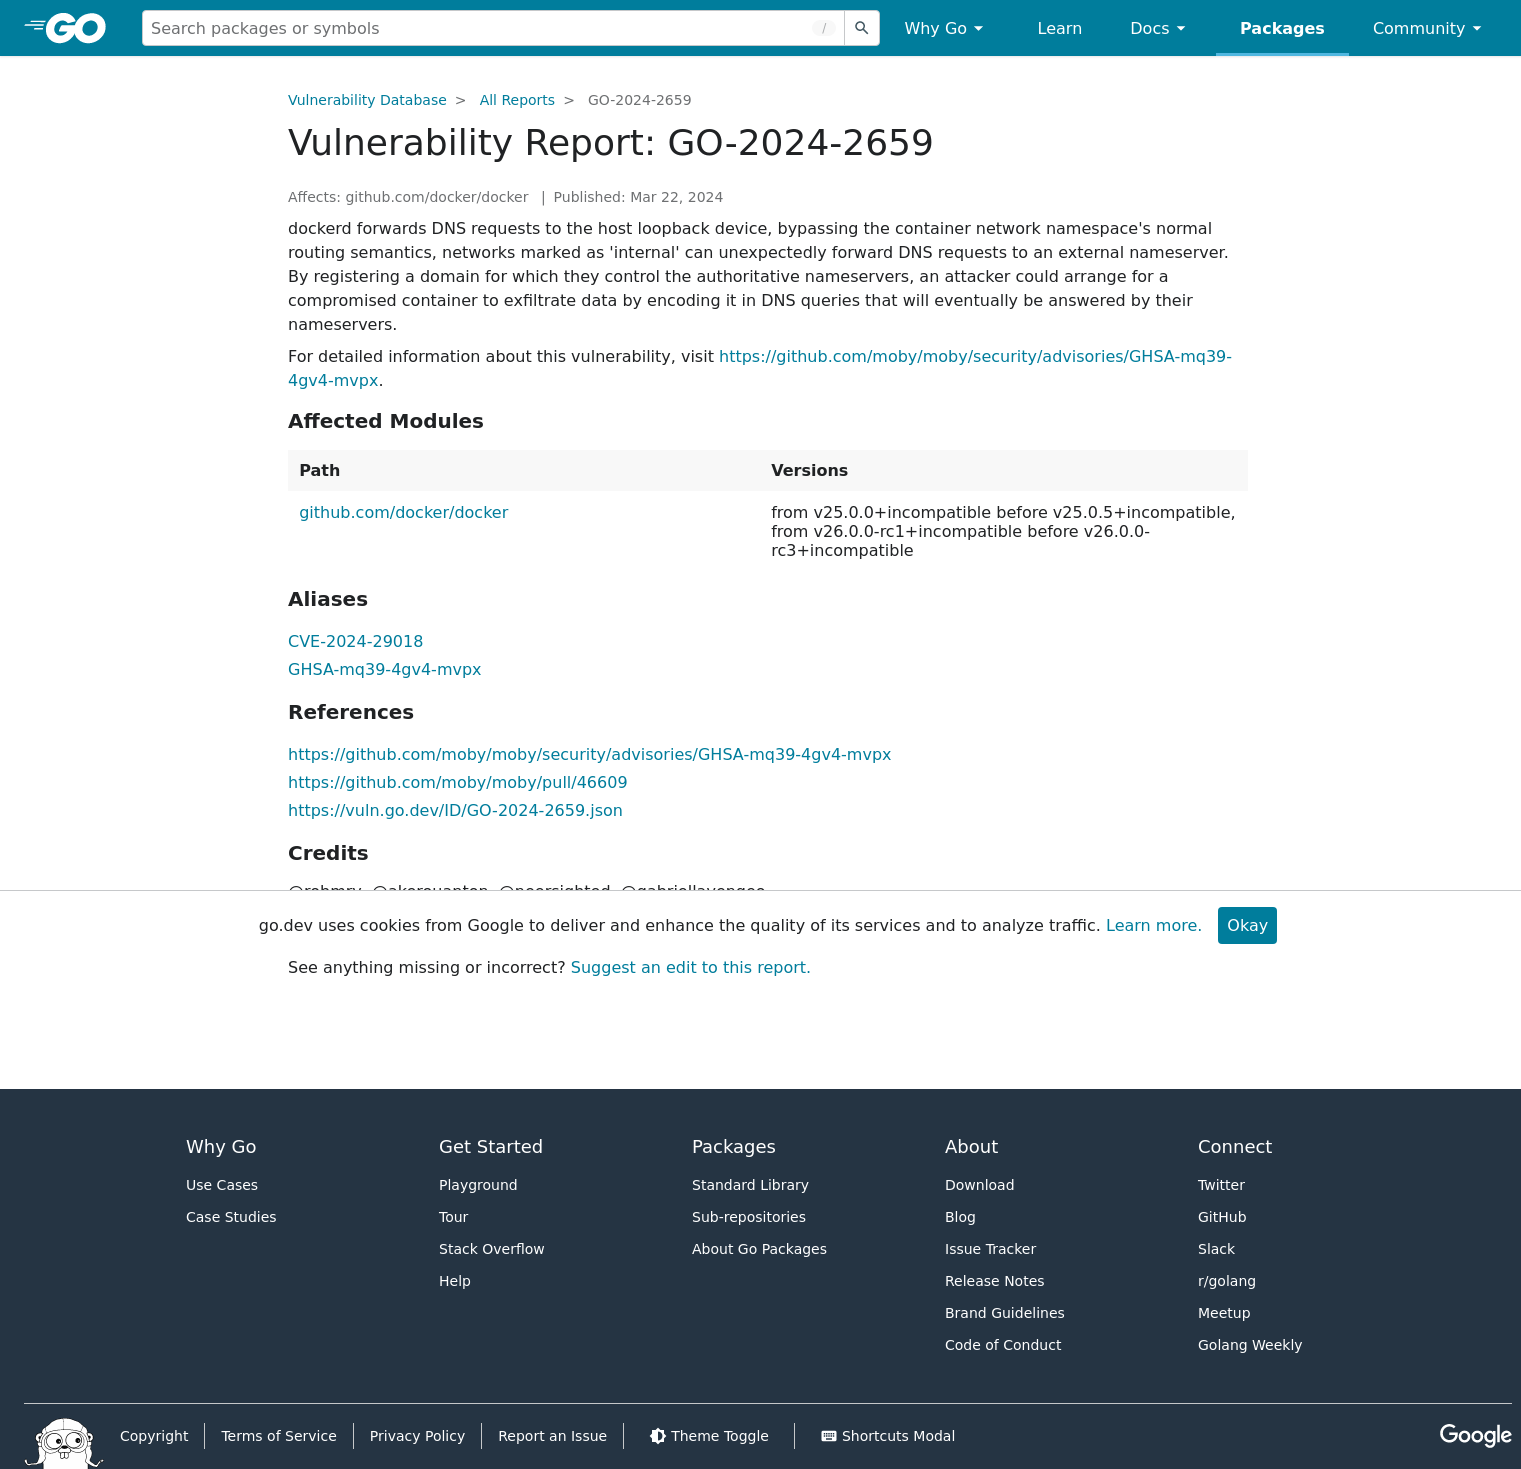 GO
Search packages or symbols
/
Why Go
Learn
Docs
Packages
Community
Vulnerability Database > All Reports > GO-2024-2659
Vulnerability Report: GO-2024-2659
Affects: github.com/docker/docker | Published: Mar 22, 2024
dockerd forwards DNS requests to the host loopback device, bypassing the container network namespace's normal
routing semantics, networks marked as 'internal' can unexpectedly forward DNS requests to an external nameserver.
By registering a domain for which they control the authoritative nameservers, an attacker could arrange for a
compromised container to exfiltrate data by encoding it in DNS queries that will eventually be answered by their
nameservers.
For detailed information about this vulnerability, visit https://github.com/moby/moby/security/advisories/GHSA-mq39-
4gv4-mvpx.
Affected Modules
Path
Versions
github.com/docker/docker
from v25.0.0+incompatible before v25.0.5+incompatible,
from v26.0.0-rc1+incompatible before v26.0.0-
rc3+incompatible
Aliases
CVE-2024-29018
GHSA-mq39-4gv4-mvpx
References
https://github.com/moby/moby/security/advisories/GHSA-mq39-4gv4-mvpx
https://github.com/moby/moby/pull/46609
https://vuln.go.dev/ID/GO-2024-2659.json
Credits
go.dev uses cookies from Google to deliver and enhance the quality of its services and to analyze traffic. Learn more.
Okay
See anything missing or incorrect? Suggest an edit to this report.
Why Go
Use Cases
Case Studies
Get Started
Playground
Tour
Stack Overflow
Help
Packages
Standard Library
Sub-repositories
About Go Packages
About
Download
Blog
Issue Tracker
Release Notes
Brand Guidelines
Code of Conduct
Connect
Twitter
GitHub
Slack
r/golang
Meetup
Golang Weekly
Copyright
Terms of Service
Privacy Policy
Report an Issue
Theme Toggle
Shortcuts Modal
Google